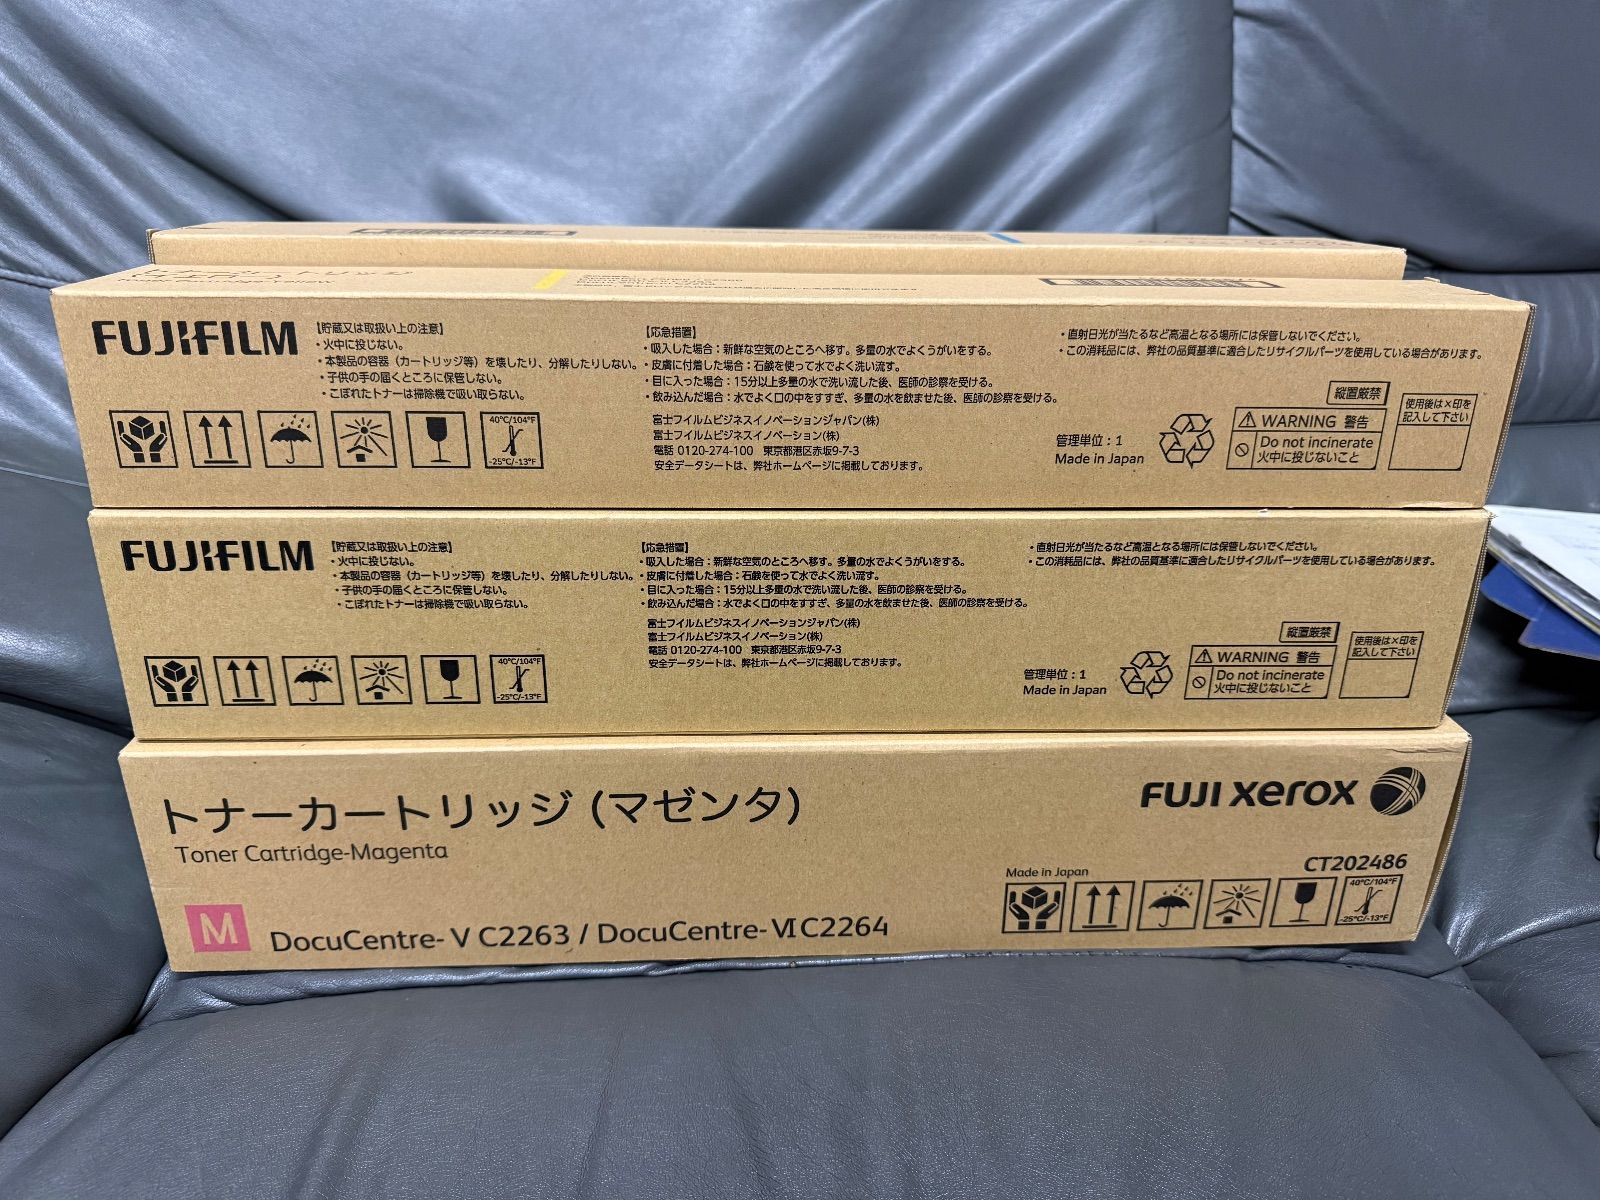 トナーカートリッジ
FUJIFILM
【貯蔵又は取扱い上の注意】
・火中に投じない。
・本製品の容器（カートリッジ等）を壊したり、分解したりしない。
・子供の手の届くところに保管しない。
・こぼれたトナーは掃除機で吸い取らない。
40℃/104°F
-25℃/-13°F
【応急措置】
・吸入した場合：新鮮な空気のところへ移す。多量の水でよくうがいをする。
・皮膚に付着した場合：石鹸を使って水でよく洗い流す。
・目に入った場合：15分以上多量の水で洗い流した後、医師の診察を受ける。
・飲み込んだ場合：水でよく口の中をすすぎ、多量の水を飲ませた後、医師の診察を受ける。
富士フイルムビジネスイノベーションジャパン(株)
富士フイルムビジネスイノベーション(株)
電話 0120-274-100 東京都港区赤坂9-7-3
安全データシートは、弊社ホームページに掲載しております。
・直射日光が当たるなど高温となる場所には保管しないでください。
・この消耗品には、弊社の品質基準に適合したリサイクルパーツを使用している場合があります。
管理単位：1
Made in Japan
縦置厳禁
WARNING 警告
Do not incinerate
火中に投じないこと
使用後は×印を
記入して下さい
FUJIFILM
【貯蔵又は取扱い上の注意】
・火中に投じない。
・本製品の容器（カートリッジ等）を壊したり、分解したりしない。
・子供の手の届くところに保管しない。
・こぼれたトナーは掃除機で吸い取らない。
40℃/104°F
-25℃/-13°F
【応急措置】
・吸入した場合：新鮮な空気のところへ移す。多量の水でよくうがいをする。
・皮膚に付着した場合：石鹸を使って水でよく洗い流す。
・目に入った場合：15分以上多量の水で洗い流した後、医師の診察を受ける。
・飲み込んだ場合：水でよく口の中をすすぎ、多量の水を飲ませた後、医師の診察を受ける。
富士フイルムビジネスイノベーションジャパン(株)
富士フイルムビジネスイノベーション(株)
電話 0120-274-100 東京都港区赤坂9-7-3
安全データシートは、弊社ホームページに掲載しております。
・直射日光が当たるなど高温となる場所には保管しないでください。
・この消耗品には、弊社の品質基準に適合したリサイクルパーツを使用している場合があります。
管理単位：1
Made in Japan
縦置厳禁
WARNING 警告
Do not incinerate
火中に投じないこと
使用後は×印を
記入して下さい
トナーカートリッジ (マゼンタ)
Toner Cartridge-Magenta
M
DocuCentre-Ⅴ C2263 / DocuCentre-Ⅵ C2264
FUJI xerox
CT202486
Made in Japan
40℃/104°F
-25℃/-13°F